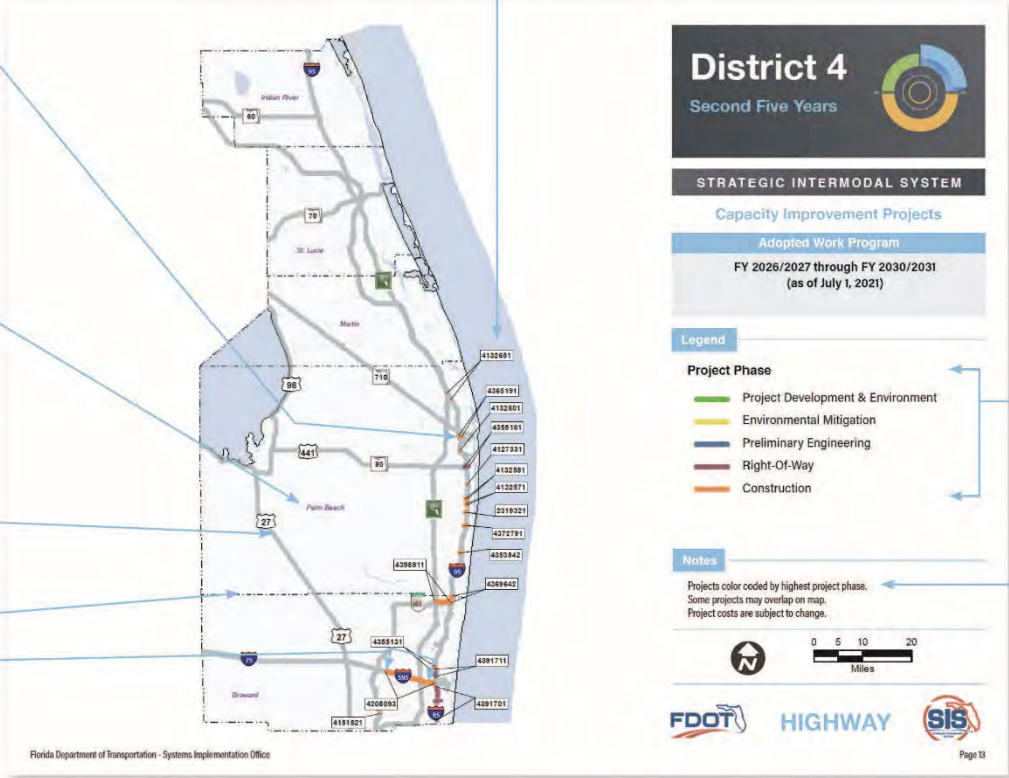 District 4
Second Five Years
STRATEGIC INTERMODAL SYSTEM
Capacity Improvement Projects
Adopted Work Program
FY 2026/2027 through FY 2030/2031
(as of July 1, 2021)
Legend
Project Phase
Project Development & Environment
Environmental Mitigation
Preliminary Engineering
Right-Of-Way
Construction
Notes
Projects color coded by highest project phase.
Some projects may overlap on map.
Project costs are subject to change.
N
0 5 10 20
Miles
FDOT
HIGHWAY
SIS
95
Indian River
60
70
St. Lucie
Martin
4132651
98
710
4365191
4132601
4355161
441
80
4127331
4132581
4132571
Palm Beach
2319321
27
4372791
4353842
4398911
95
4369642
27
4355131
75
4391711
595
Broward
4208093
95
4391701
4151521
Florida Department of Transportation - Systems Implementation Office
Page 13